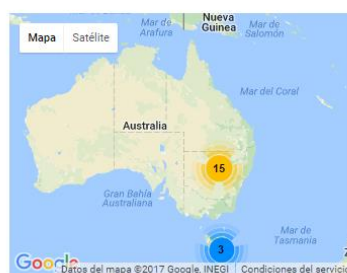 Mar de
Arafura
Nueva
Guinea
Mar de
Salomón
Mapa Satélite
Mar del Coral
Australia
15
Gran Bahía
Australiana
Mar de
Tasmania
3
Google
Datos del mapa ©2017 Google, INEGI Condiciones del servicio